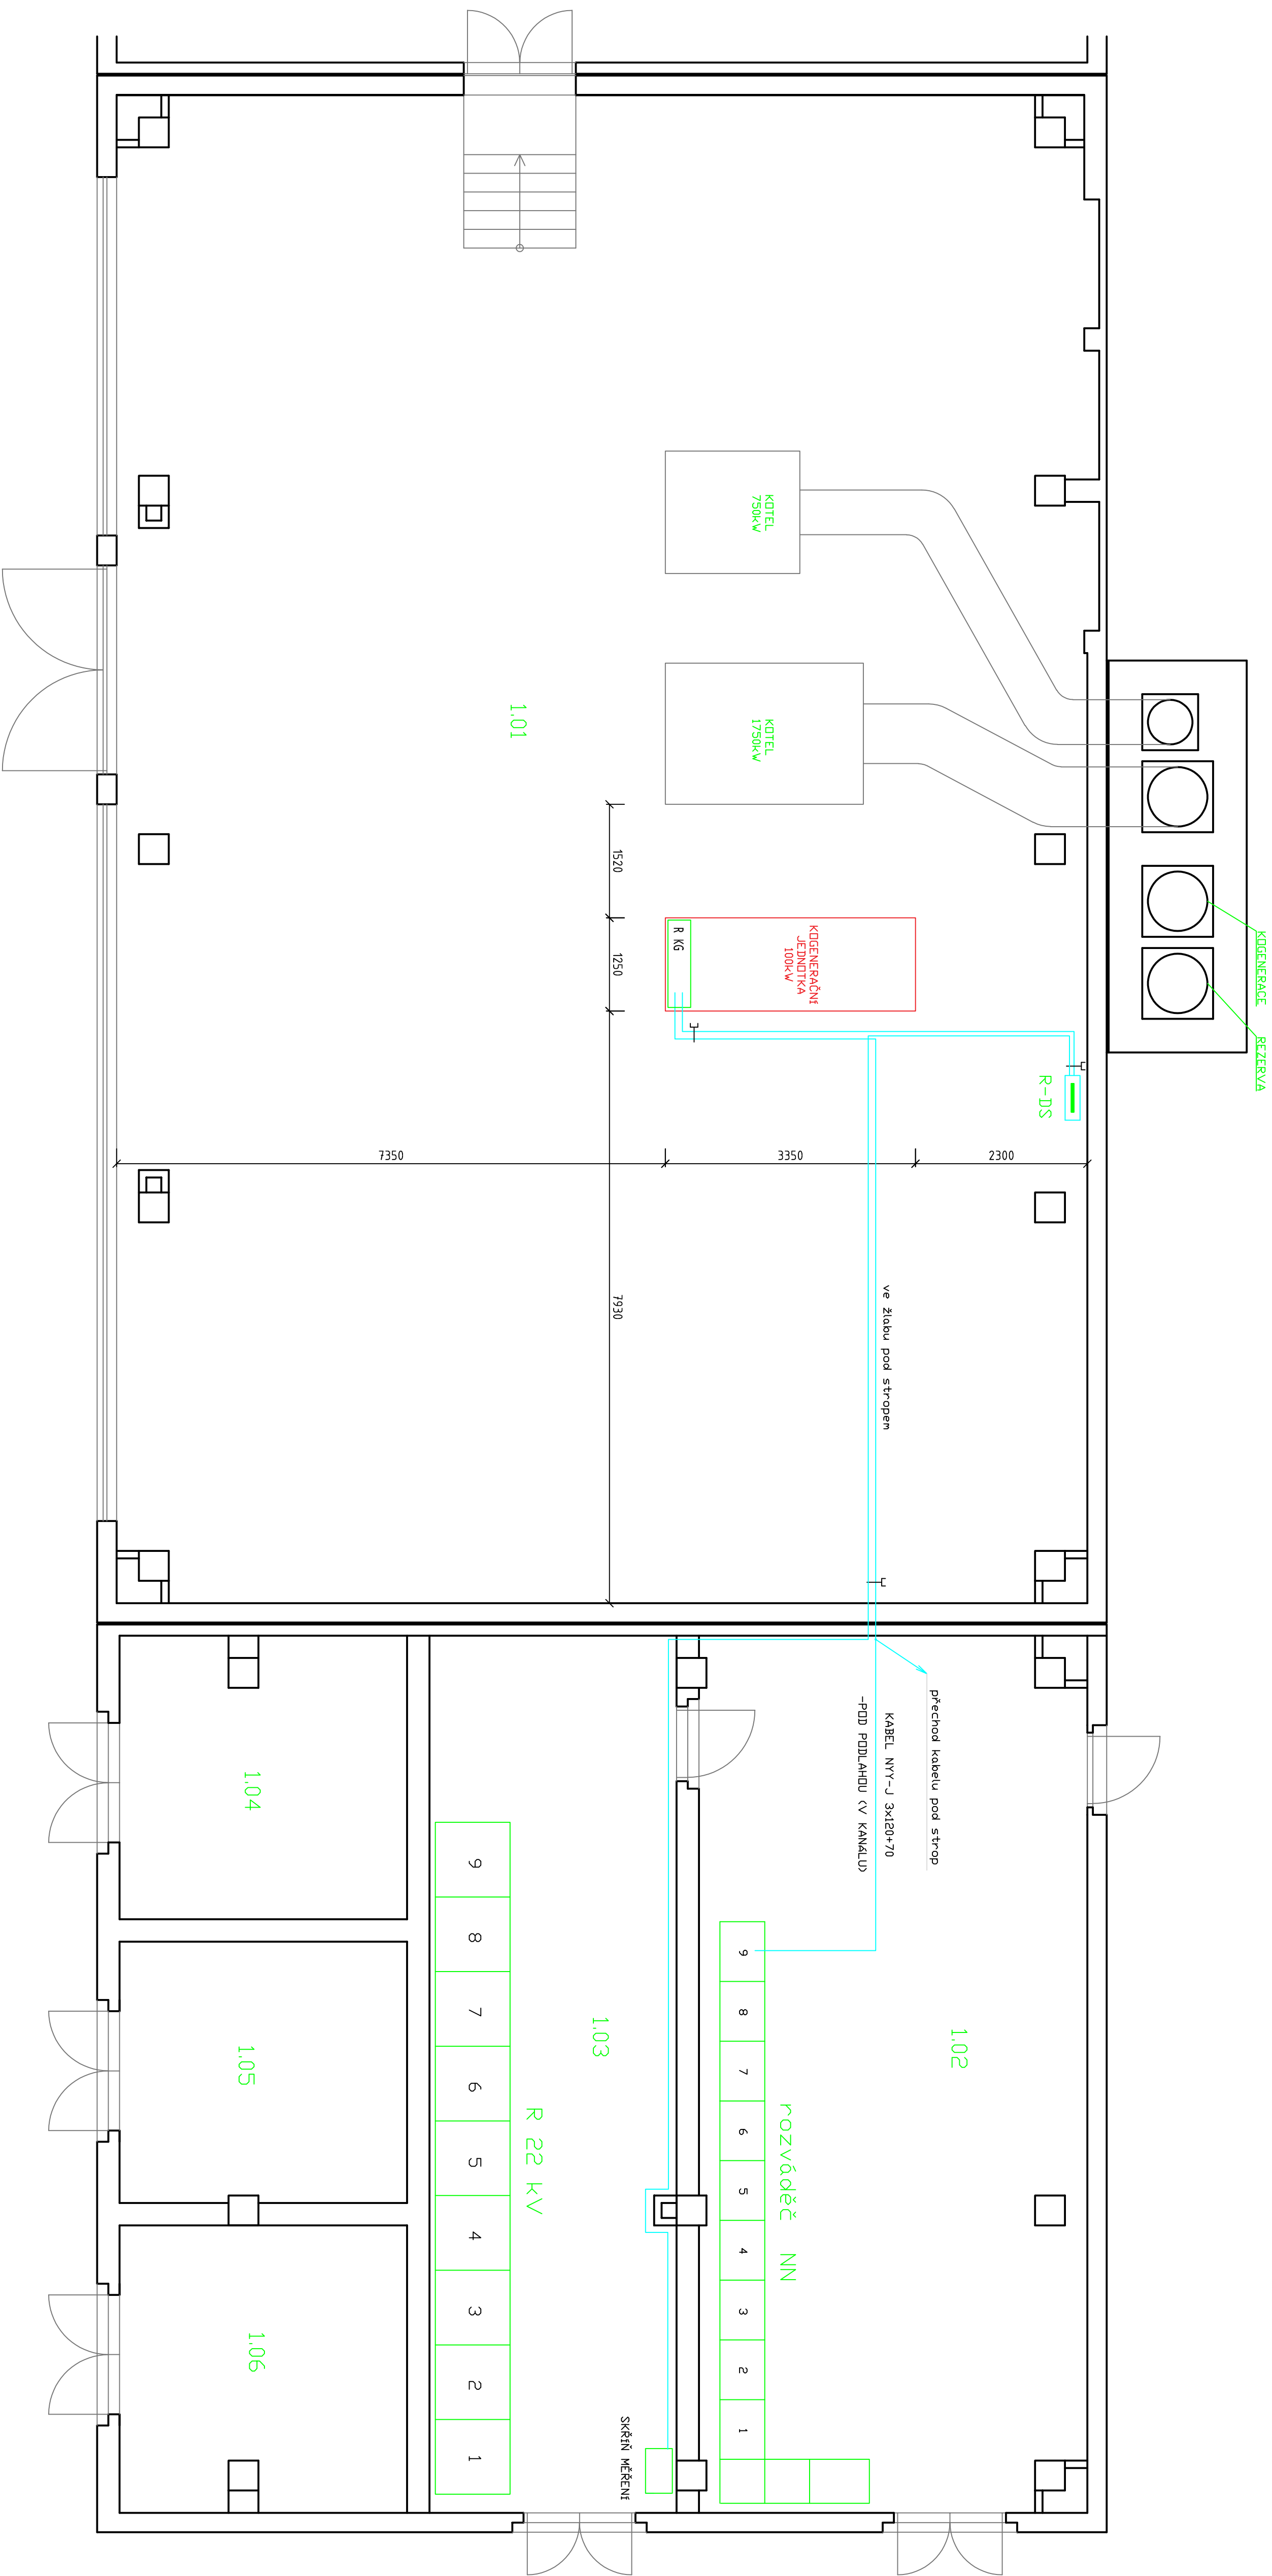 KOGENERACE
REZERVA
KOTEL
750kW
KOTEL
1750kW
1.01
1520
1250
7930
R KG
KOGENERAČNÍ
JEDNOTKA
100kW
R-DS
7350
3350
2300
ve žlabu pod stropem
přechod kabelu pod strop
KABEL NYY-J 3x120+70
-POD PODLAHOU (V KANÁLU)
1.02
rozváděč NN
9
8
7
6
5
4
3
2
1
1.03
R 22 kV
9
8
7
6
5
4
3
2
1
SKŘÍŇ MĚŘENÍ
1.04
1.05
1.06